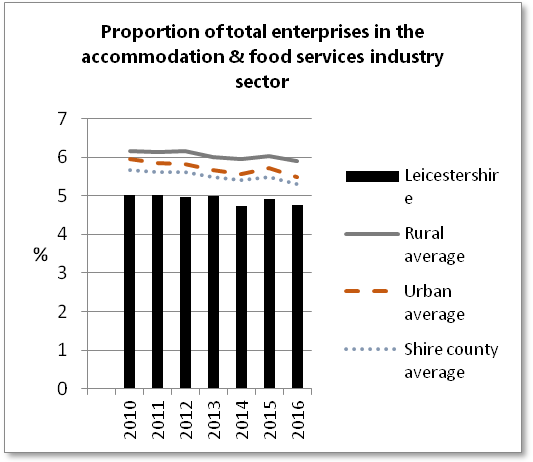 Proportion of total enterprises in the
accommodation & food services industry
sector
7
6
5
4
3
2
1
0
%
2010
2011
2012
2013
2014
2015
2016
Leicestershir
e
Rural
average
Urban
average
Shire county
average